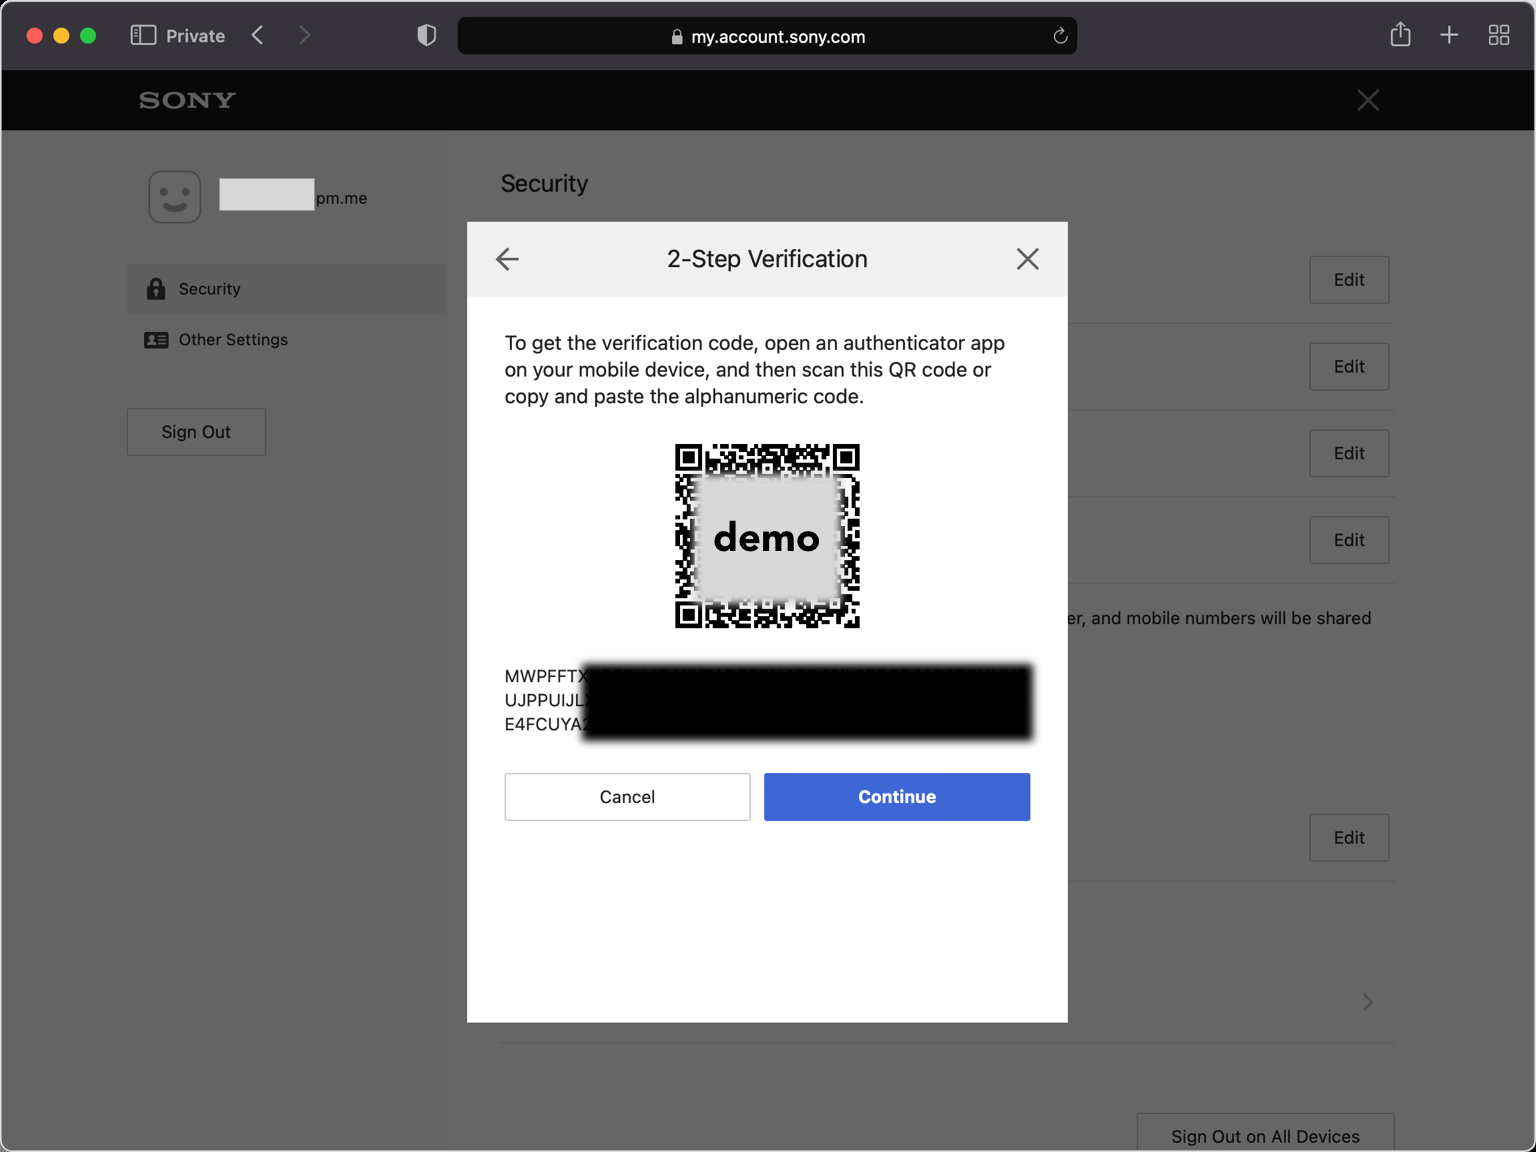 Private
my.account.sony.com
SONY
pm.me
Security
Other Settings
Sign Out
Security
Edit
Edit
Edit
Edit
er, and mobile numbers will be shared
Edit
Sign Out on All Devices
2-Step Verification
To get the verification code, open an authenticator app
on your mobile device, and then scan this QR code or
copy and paste the alphanumeric code.
demo
MWPFFTX
UJPPUIJL
E4FCUYA
Cancel
Continue